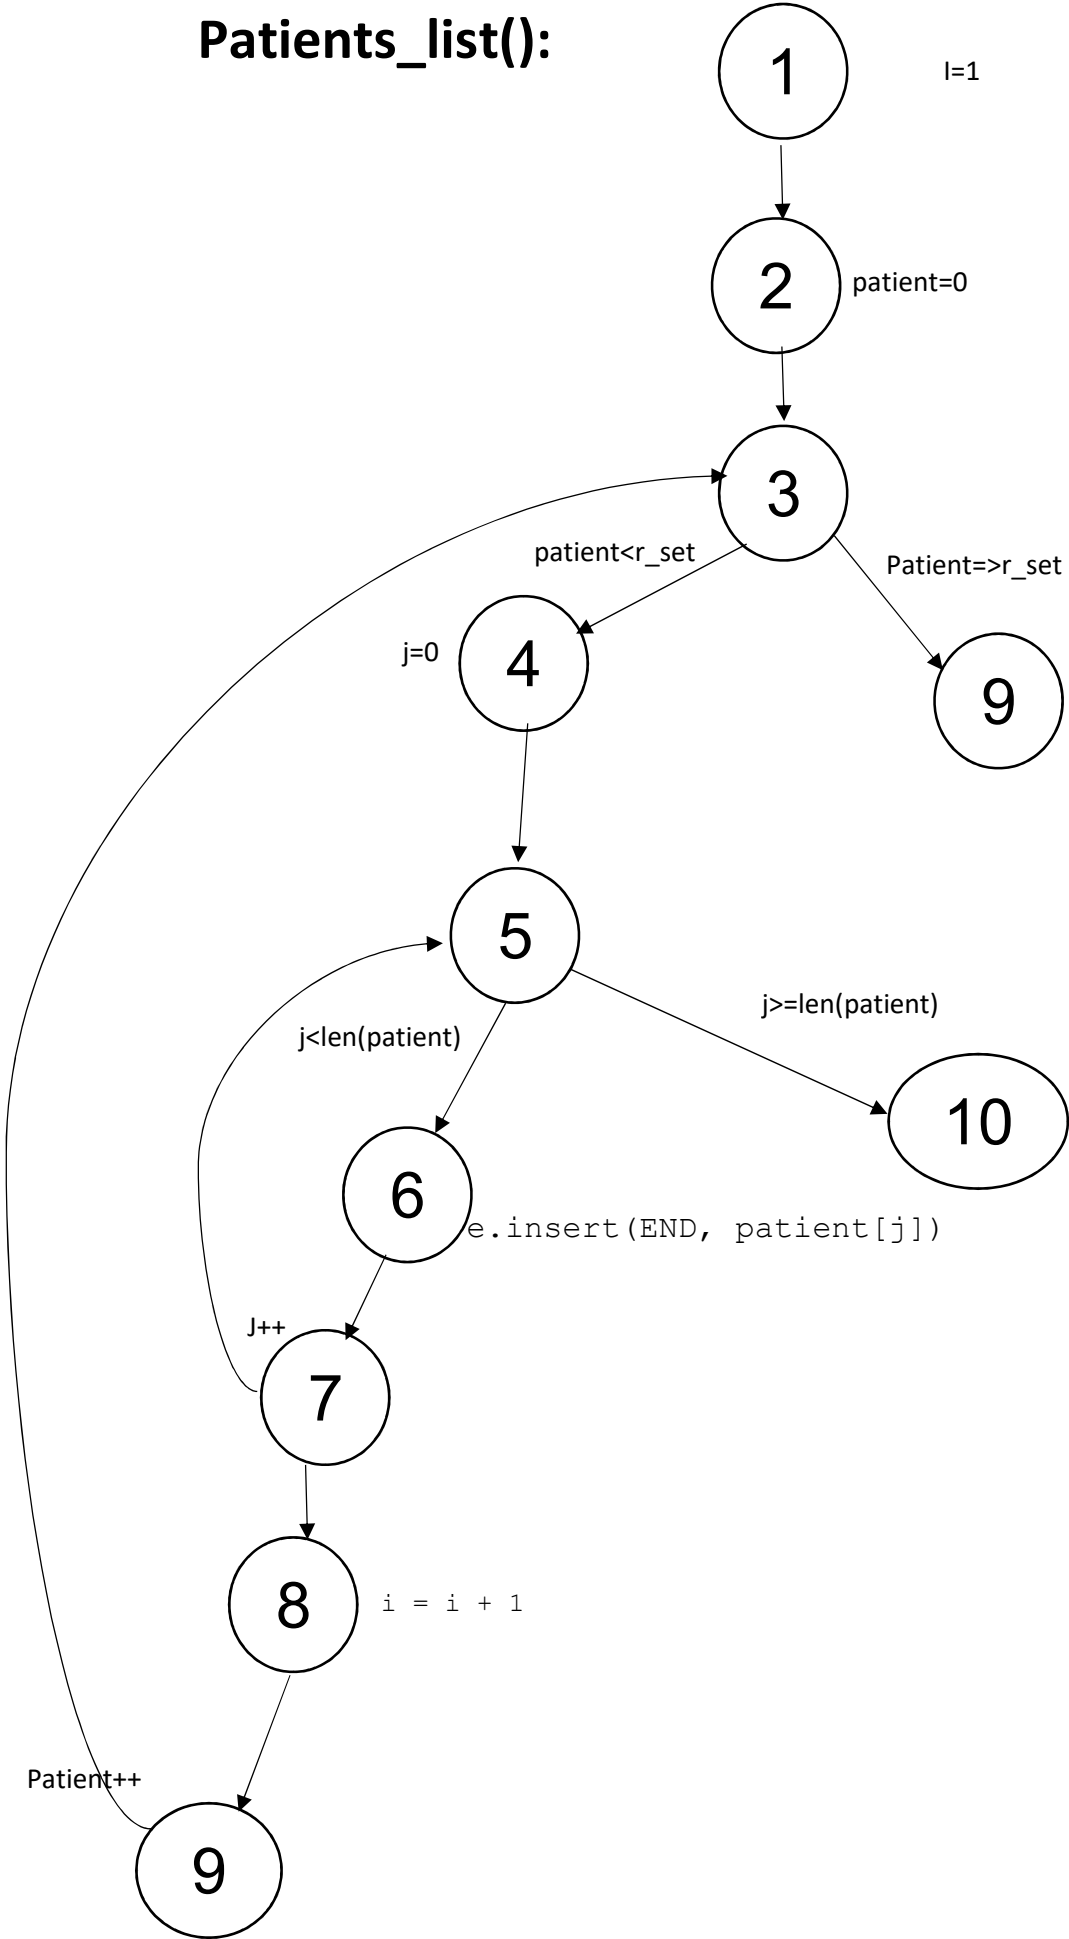 Patients_list():
1
I=1
2
patient=0
3
patient<r_set
Patient=>r_set
j=0
4
9
5
j>=len(patient)
j<len(patient)
10
6
e.insert(END, patient[j])
J++
7
8
i = i + 1
Patient++
9